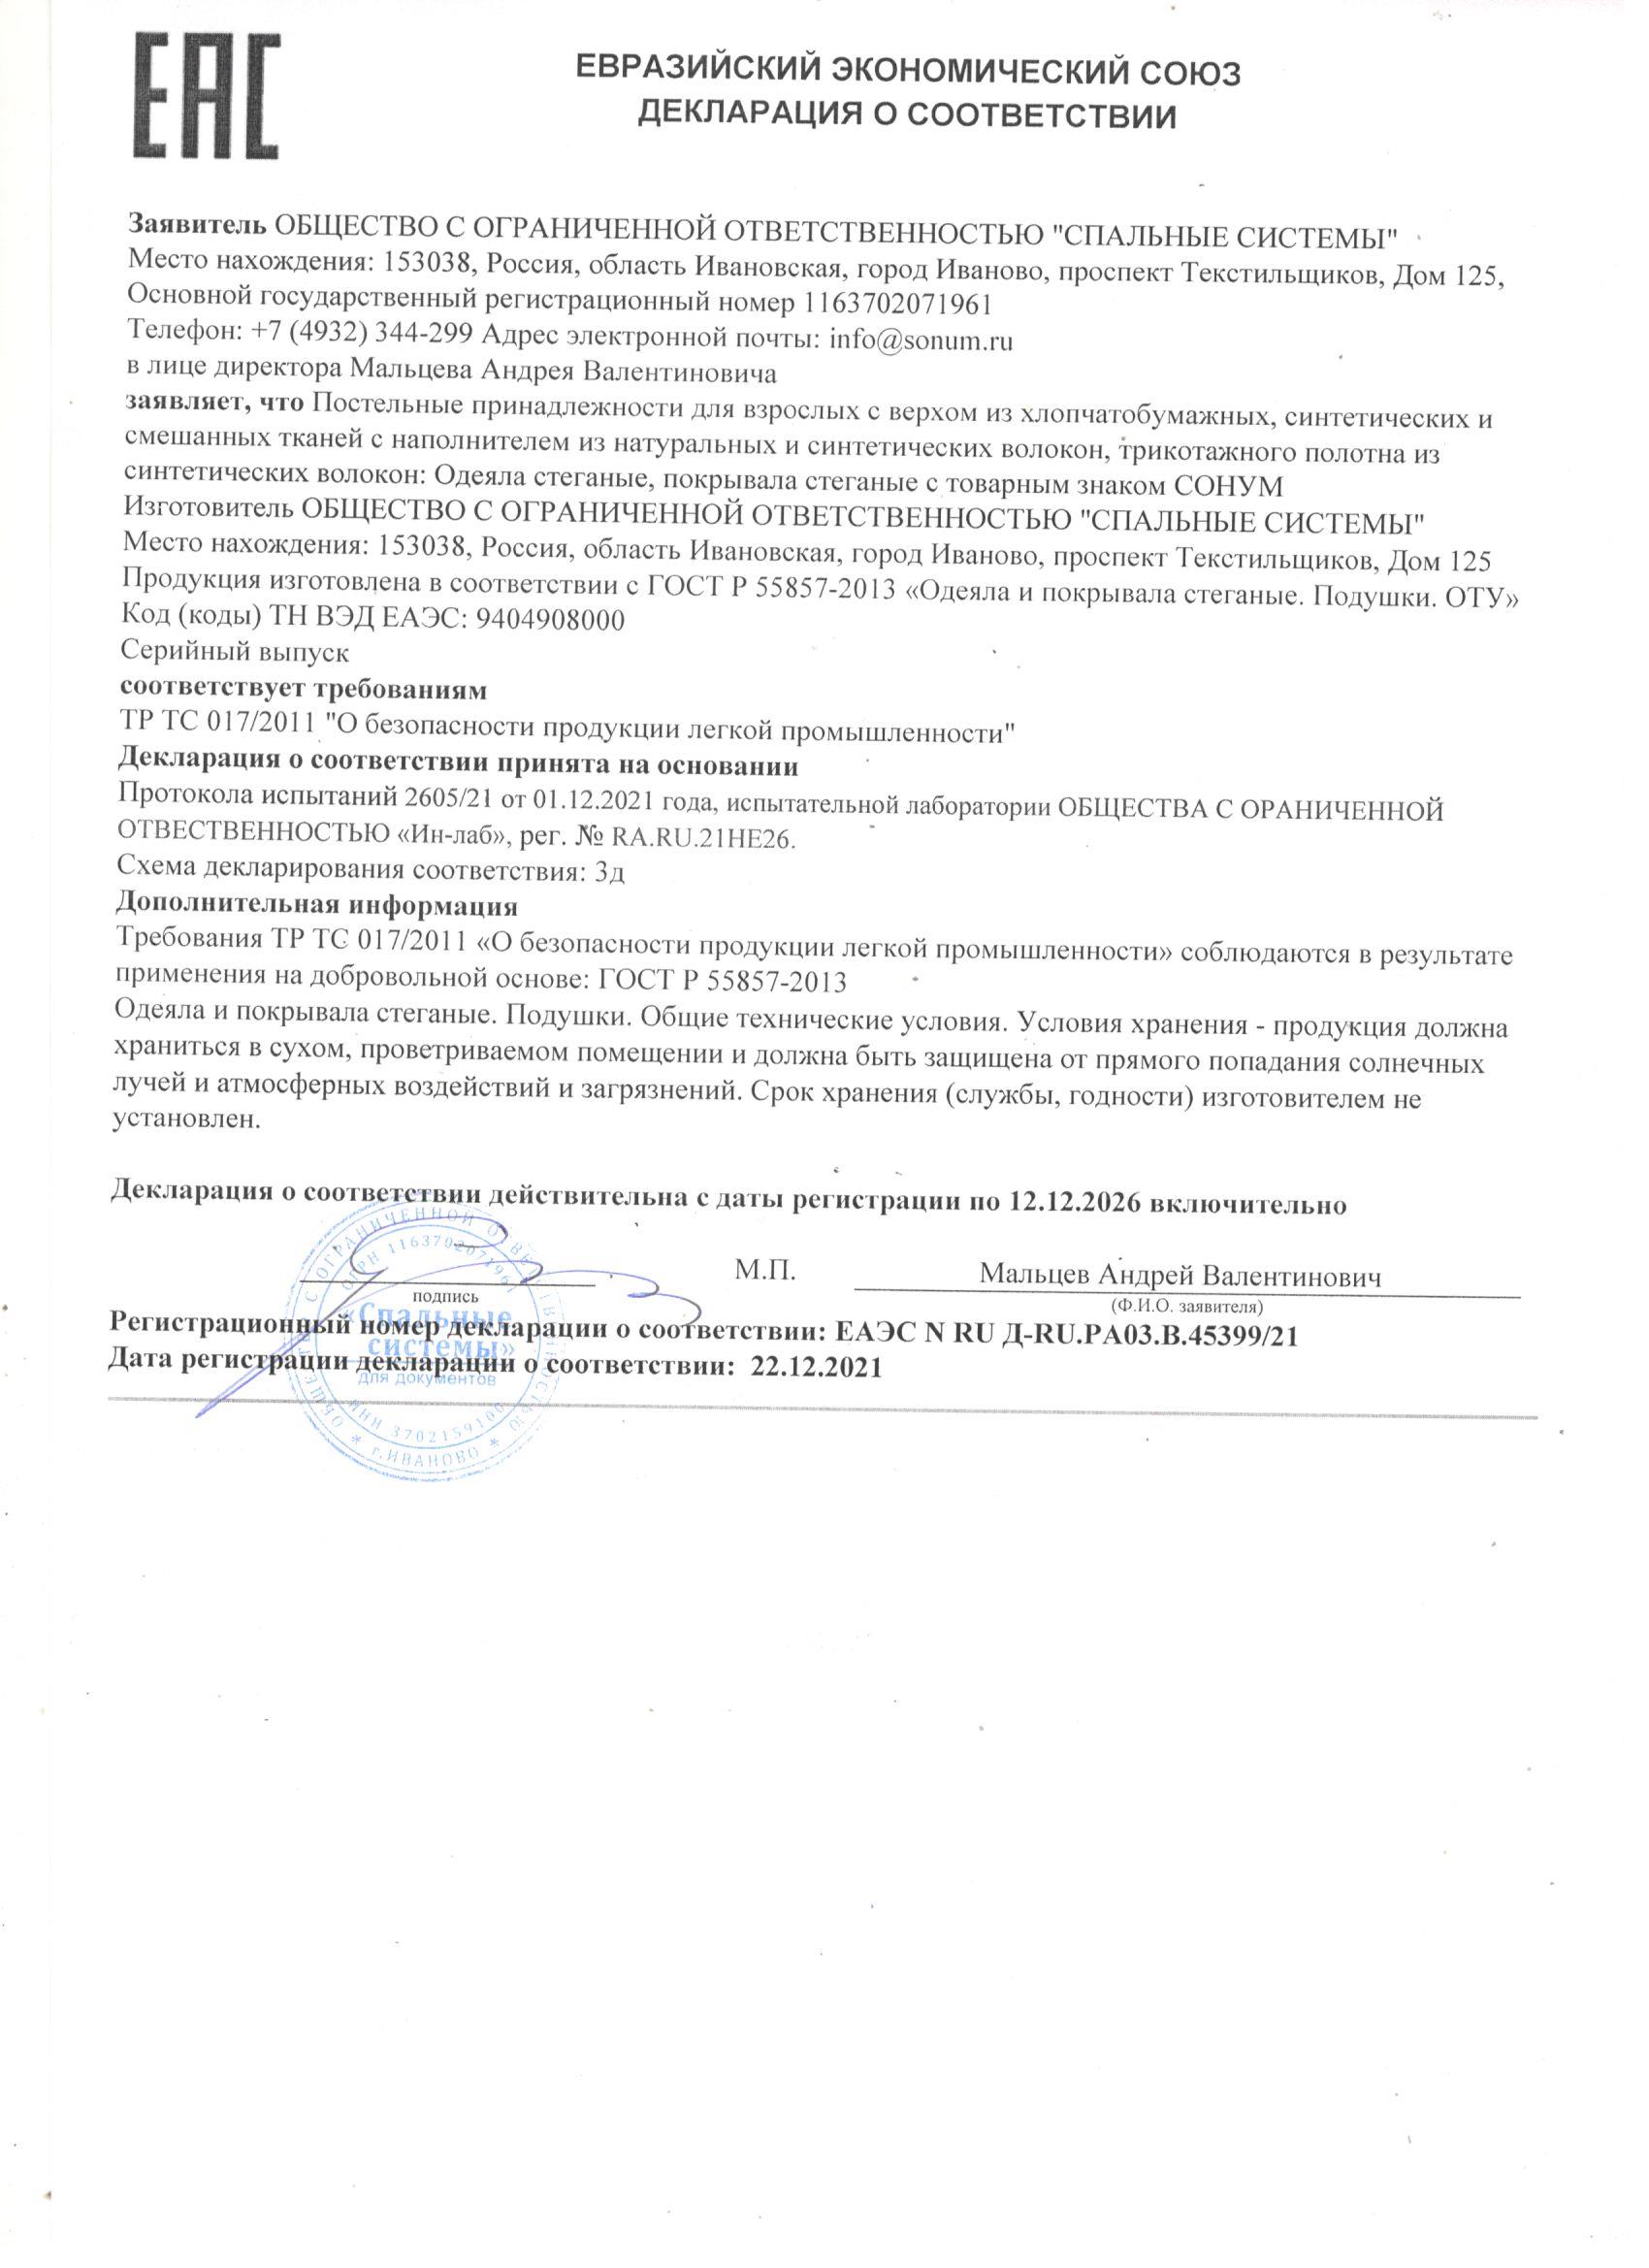 EAC
ЕВРАЗИЙСКИЙ ЭКОНОМИЧЕСКИЙ СОЮЗ
ДЕКЛАРАЦИЯ О СООТВЕТСТВИИ
Заявитель ОБЩЕСТВО С ОГРАНИЧЕННОЙ ОТВЕТСТВЕННОСТЬЮ "СПАЛЬНЫЕ СИСТЕМЫ"
Место нахождения: 153038, Россия, область Ивановская, город Иваново, проспект Текстильщиков, Дом 125,
Основной государственный регистрационный номер 1163702071961
Телефон: +7 (4932) 344-299 Адрес электронной почты: info@sonum.ru
в лице директора Мальцева Андрея Валентиновича
заявляет, что Постельные принадлежности для взрослых с верхом из хлопчатобумажных, синтетических и
смешанных тканей с наполнителем из натуральных и синтетических волокон, трикотажного полотна из
синтетических волокон: Одеяла стеганые, покрывала стеганые с товарным знаком СОНУМ
Изготовитель ОБЩЕСТВО С ОГРАНИЧЕННОЙ ОТВЕТСТВЕННОСТЬЮ "СПАЛЬНЫЕ СИСТЕМЫ"
Место нахождения: 153038, Россия, область Ивановская, город Иваново, проспект Текстильщиков, Дом 125
Продукция изготовлена в соответствии с ГОСТ Р 55857-2013 «Одеяла и покрывала стеганые. Подушки. ОТУ»
Код (коды) ТН ВЭД ЕАЭС: 9404908000
Серийный выпуск
соответствует требованиям
ТР ТС 017/2011 "О безопасности продукции легкой промышленности"
Декларация о соответствии принята на основании
Протокола испытаний 2605/21 от 01.12.2021 года, испытательной лаборатории ОБЩЕСТВА С ОРАНИЧЕННОЙ
ОТВЕСТВЕННОСТЬЮ «Ин-лаб», рег. № RA.RU.21НЕ26.
Схема декларирования соответствия: 3д
Дополнительная информация
Требования ТР ТС 017/2011 «О безопасности продукции легкой промышленности» соблюдаются в результате
применения на добровольной основе: ГОСТ Р 55857-2013
Одеяла и покрывала стеганые. Подушки. Общие технические условия. Условия хранения - продукция должна
храниться в сухом, проветриваемом помещении и должна быть защищена от прямого попадания солнечных
лучей и атмосферных воздействий и загрязнений. Срок хранения (службы, годности) изготовителем не
установлен.
Декларация о соответствии действительна с даты регистрации по 12.12.2026 включительно
М.П.
Мальцев Андрей Валентинович
подпись
(Ф.И.О. заявителя)
Регистрационный номер декларации о соответствии: ЕАЭС N RU Д-RU.РА03.В.45399/21
Дата регистрации декларации о соответствии: 22.12.2021
ОБЩЕСТВО С ОГРАНИЧЕННОЙ ОТВЕТСТВЕННОСТЬЮ
ОГРН 1163702071961
«Спальные
системы»
для документов
ИНН 3702159100
* г.ИВАНОВО *